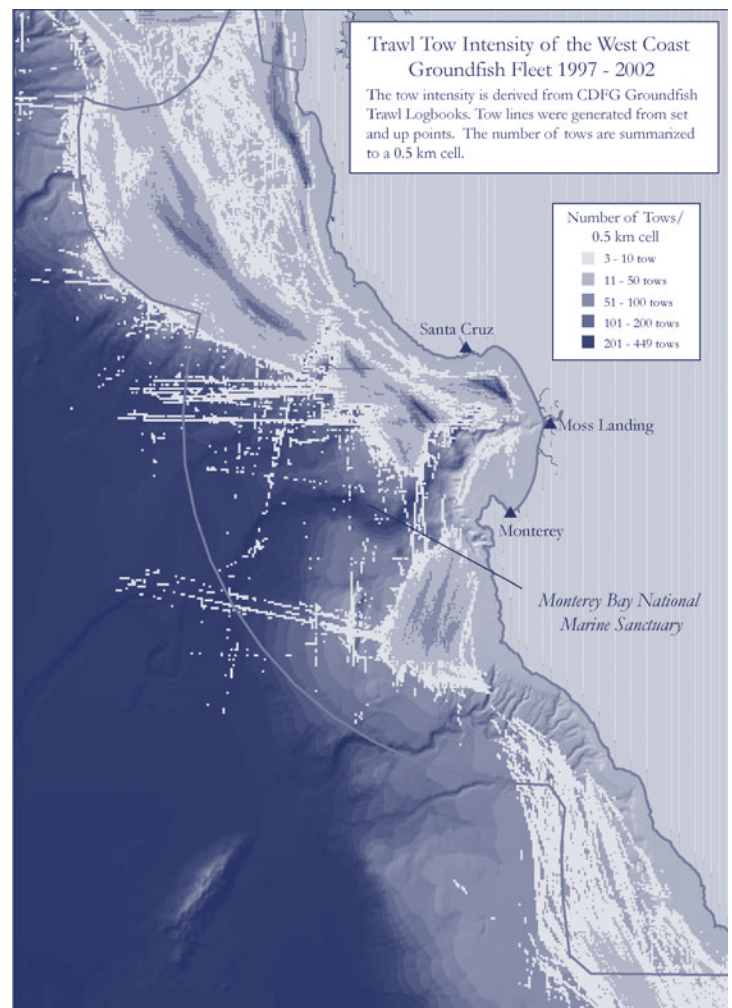 Trawl Tow Intensity of the West Coast
Groundfish Fleet 1997 - 2002
The tow intensity is derived from CDFG Groundfish
Trawl Logbooks. Tow lines were generated from set
and up points. The number of tows are summarized
to a 0.5 km cell.
Number of Tows/
0.5 km cell
3 - 10 tow
11 - 50 tows
51 - 100 tows
101 - 200 tows
201 - 449 tows
Santa Cruz
Moss Landing
Monterey
Monterey Bay National
Marine Sanctuary